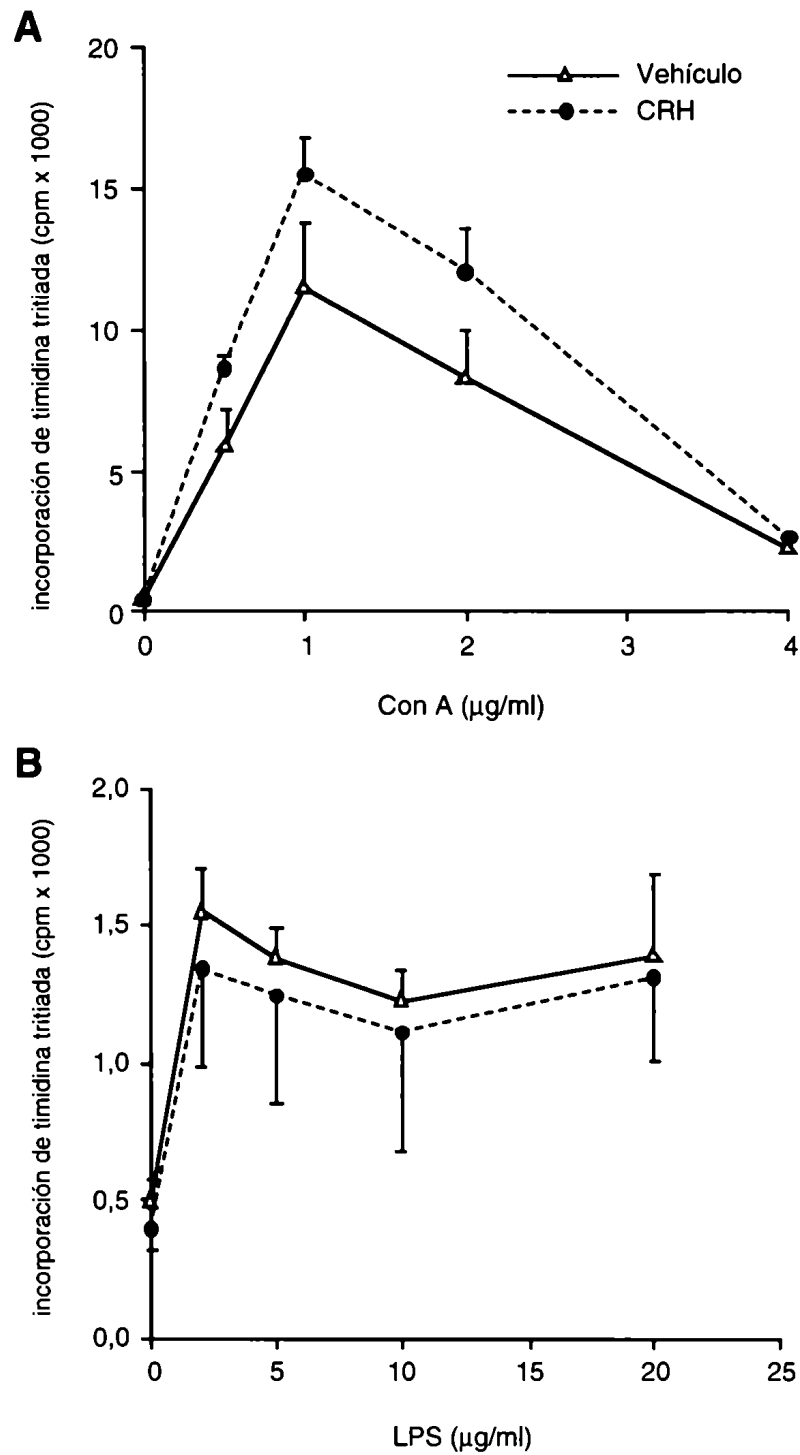 A
20
15
10
5
0
incorporación de timidina tritiada (cpm x 1000)
Vehículo
CRH
0 1 2 3 4
Con A (µg/ml)
B
2,0
1,5
1,0
0,5
0,0
incorporación de timidina tritiada (cpm x 1000)
0 5 10 15 20 25
LPS (µg/ml)